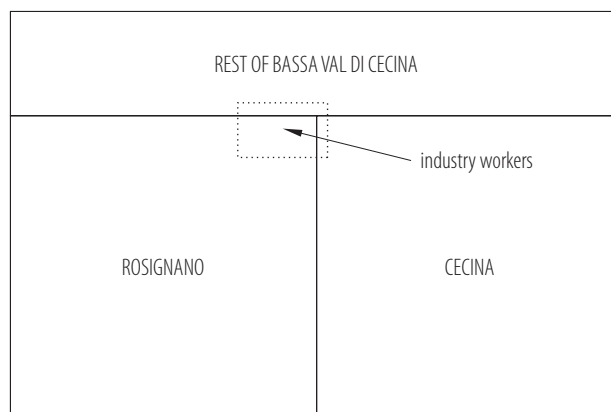 REST OF BASSA VAL DI CECINA
industry workers
ROSIGNANO
CECINA